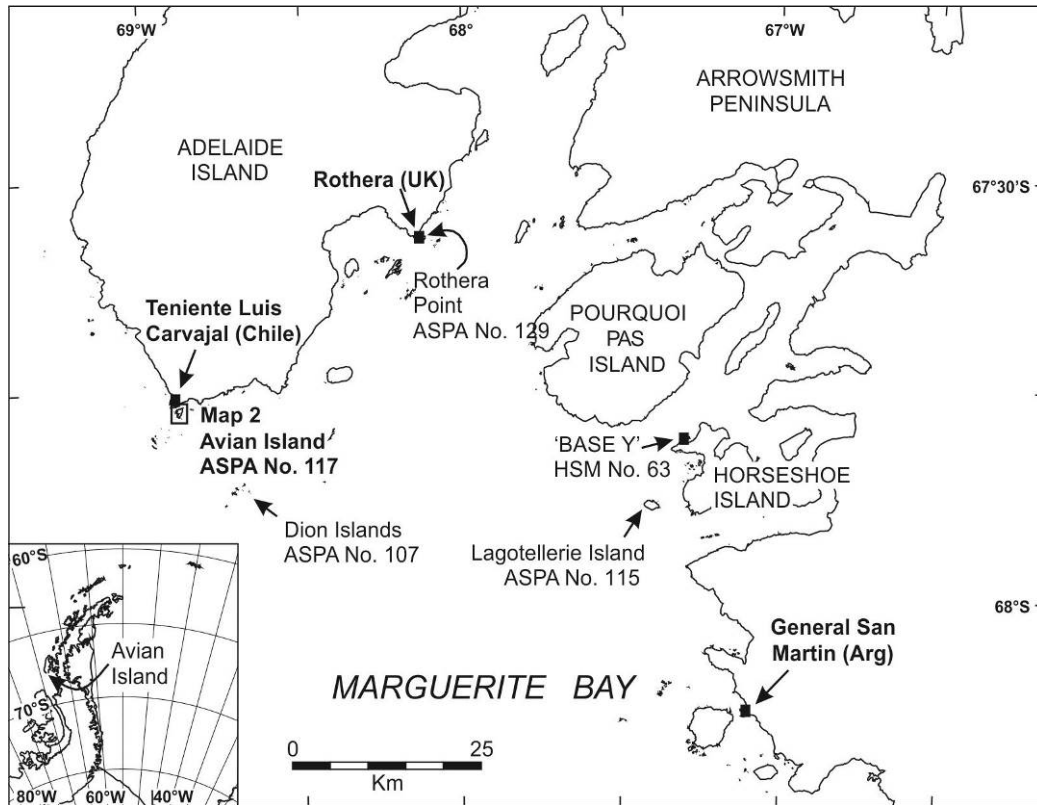 69°W
68°
67°W
ARROWSMITH
PENINSULA
ADELAIDE
ISLAND
Rothera (UK)
67°30'S
Rothera
Point
ASPA No. 129
Teniente Luis
Carvajal (Chile)
POURQUOI
PAS
ISLAND
Map 2
Avian Island
ASPA No. 117
'BASE Y'
HSM No. 63
HORSESHOE
ISLAND
Dion Islands
ASPA No. 107
Lagotellerie Island
ASPA No. 115
60°S
68°S
General San
Martin (Arg)
Avian
Island
MARGUERITE BAY
70°S
0 25
Km
80°W 60°W 40°W